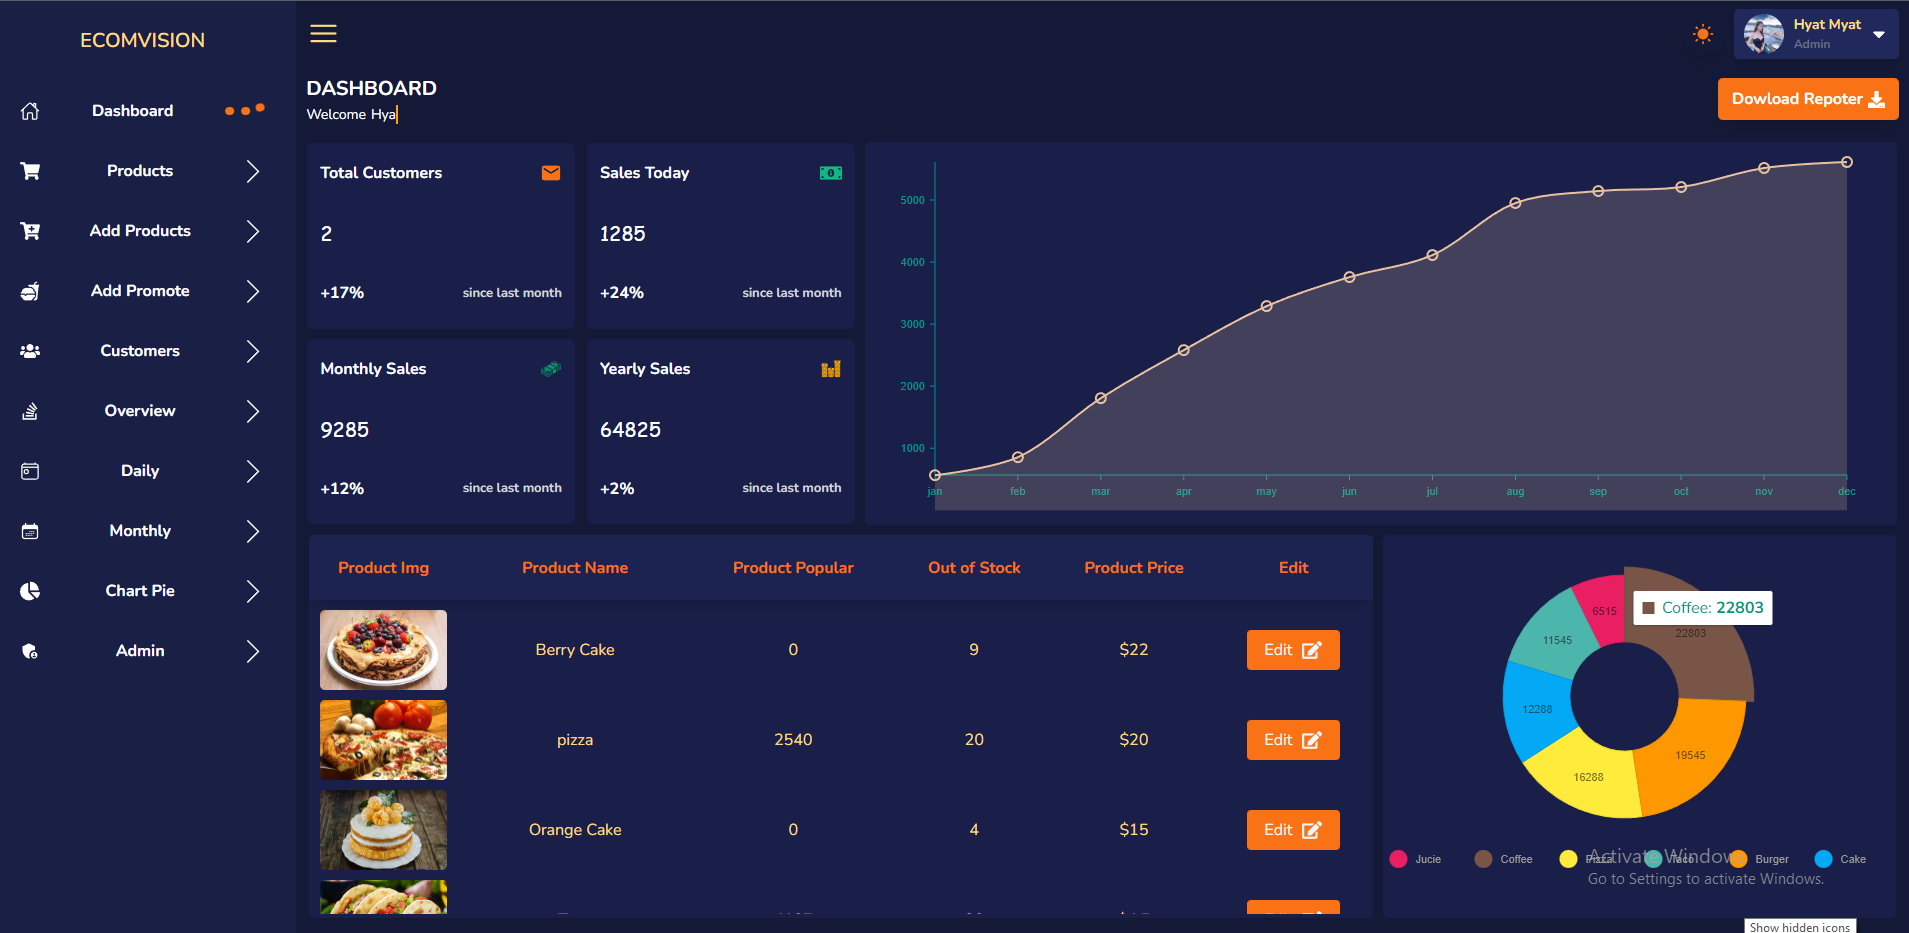 ECOMVISION
Dashboard
Products
Add Products
Add Promote
Customers
Overview
Daily
Monthly
Chart Pie
Admin
Hyat Myat
Admin
DASHBOARD
Welcome Hya
Dowload Repoter
Total Customers
2
+17% since last month
Sales Today
1285
+24% since last month
Monthly Sales
9285
+12% since last month
Yearly Sales
64825
+2% since last month
5000
4000
3000
2000
1000
jan feb mar apr may jun jul aug sep oct nov dec
Product Img Product Name Product Popular Out of Stock Product Price Edit
Berry Cake 0 9 $22 Edit
pizza 2540 20 $20 Edit
Orange Cake 0 4 $15 Edit
Coffee: 22803
6515
22803
11545
12288
19545
16288
Jucie Coffee Pizza Taco Burger Cake
Activate Windows
Go to Settings to activate Windows.
Show hidden icons